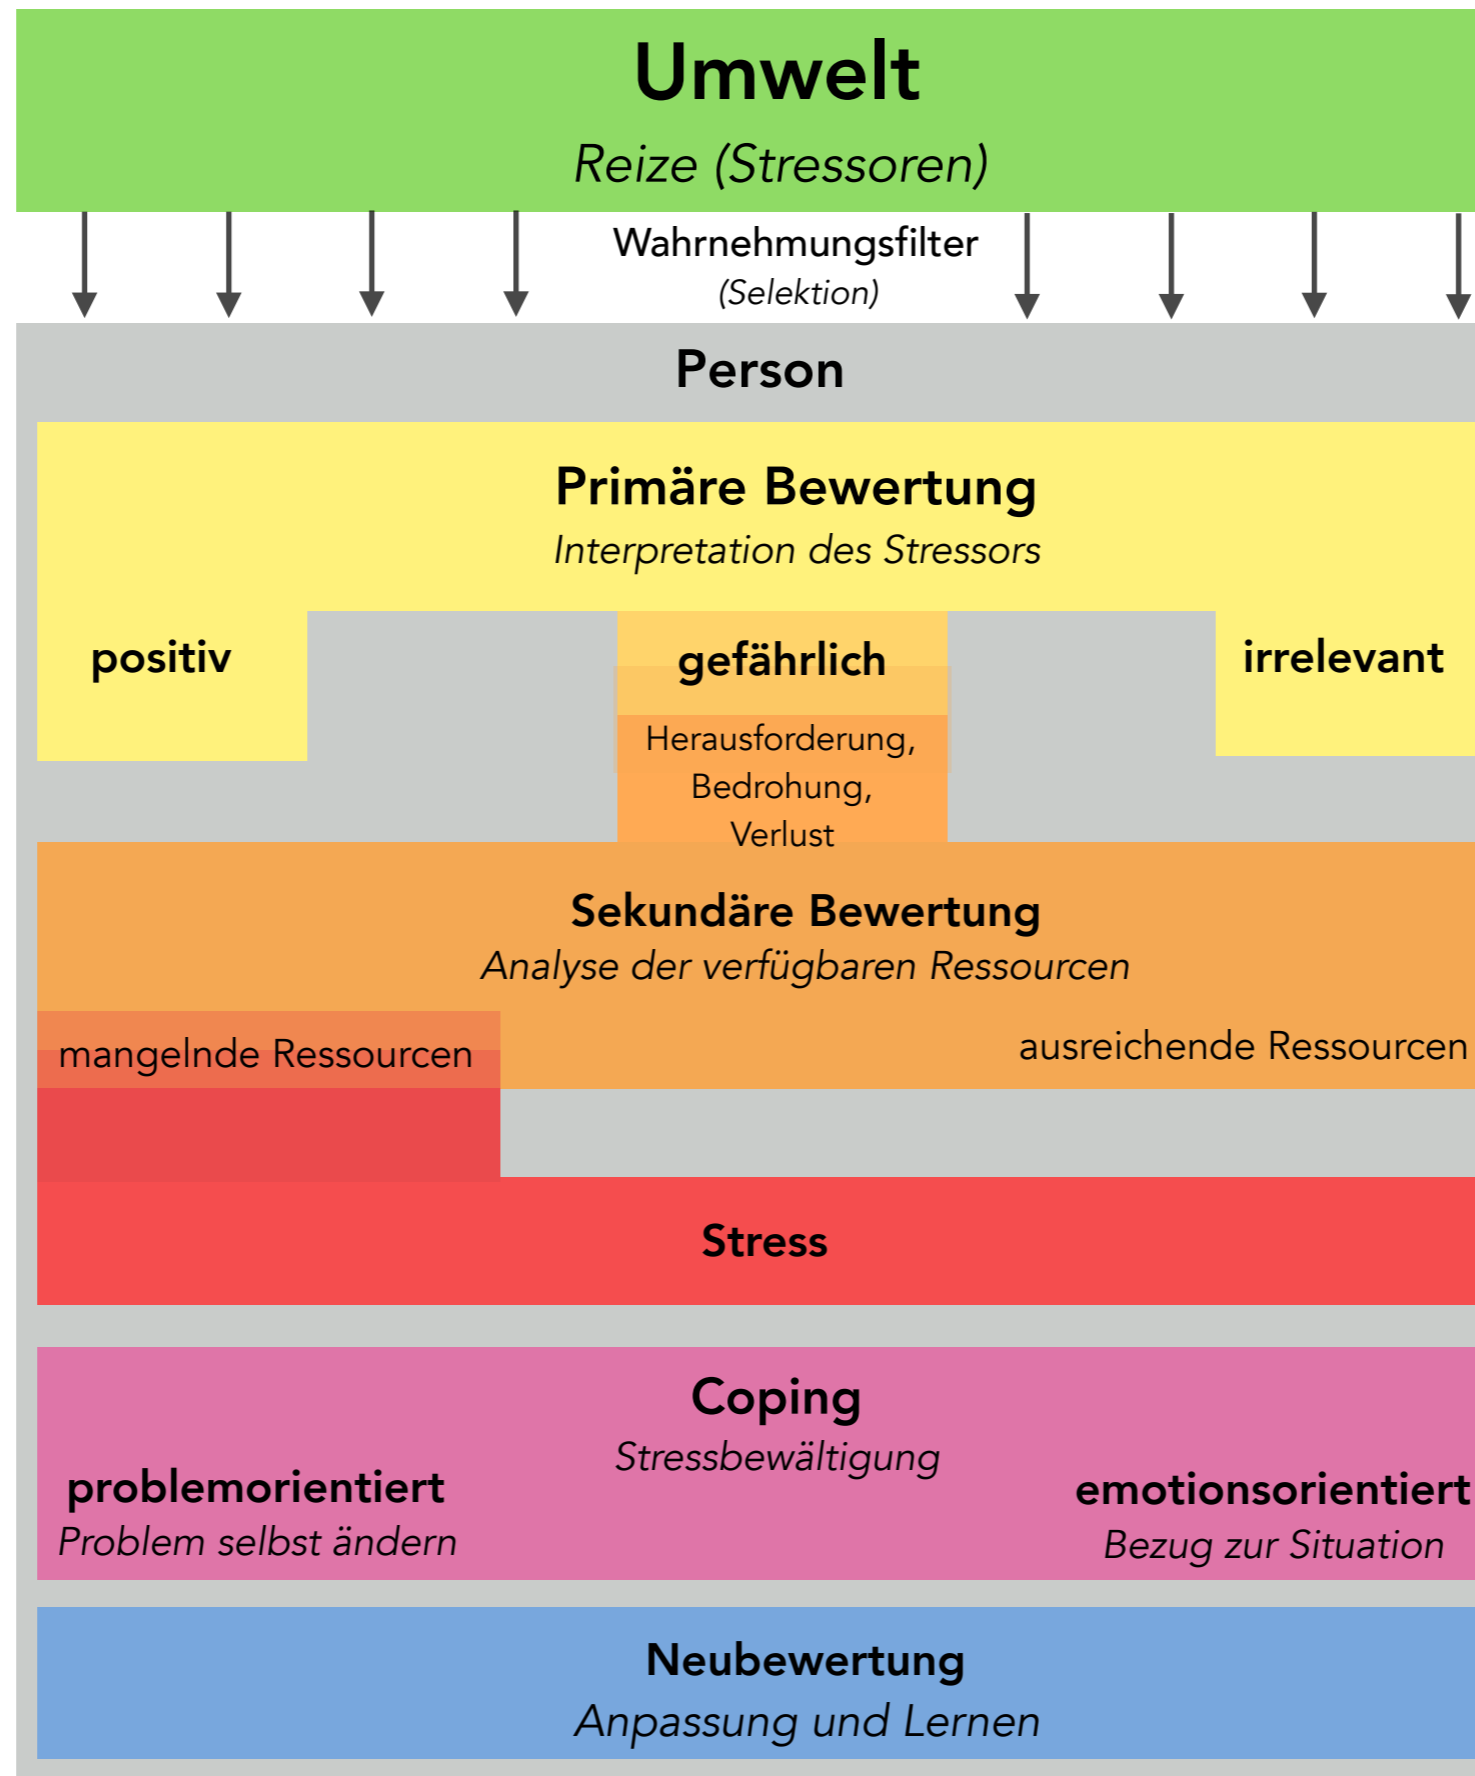 Umwelt
Reize (Stressoren)
Wahrnehmungsfilter
(Selektion)
Person
Primäre Bewertung
Interpretation des Stressors
positiv
gefährlich
irrelevant
Herausforderung,
Bedrohung,
Verlust
Sekundäre Bewertung
Analyse der verfügbaren Ressourcen
mangelnde Ressourcen
ausreichende Ressourcen
Stress
Coping
Stressbewältigung
problemorientiert
Problem selbst ändern
emotionsorientiert
Bezug zur Situation
Neubewertung
Anpassung und Lernen